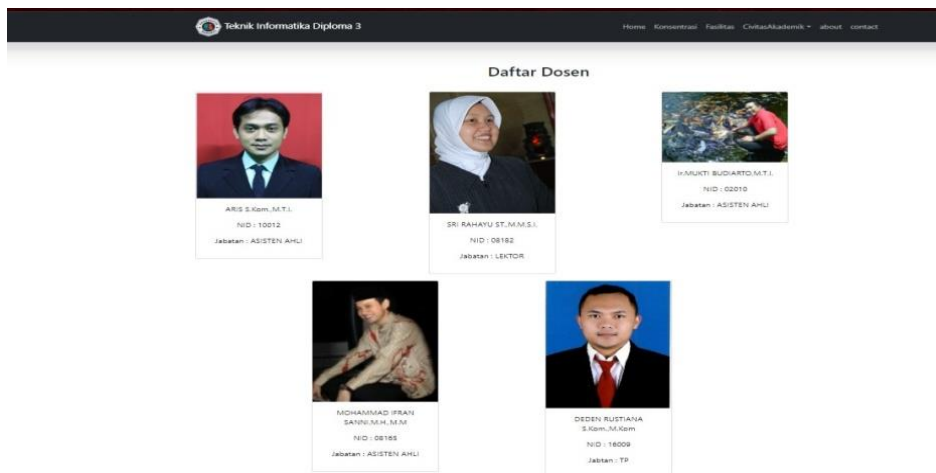 Teknik Informatika Diploma 3
Home Konsentrasi Fasilitas CivitasAkademik about contact
Daftar Dosen
ARIS S.Kom.,M.T.I.
NID : 10012
Jabatan : ASISTEN AHLI
SRI RAHAYU ST.,M.M.S.I.
NID : 08182
Jabatan : LEKTOR
Ir.MUKTI BUDIARTO,M.T.I.
NID : 02010
Jabatan : ASISTEN AHLI
MOHAMMAD IFRAN
SANNI.M.H.,M.M
NID : 08165
Jabatan : ASISTEN AHLI
DEDEN RUSTIANA
S.Kom.,M.Kom
NID : 16009
Jabtan : TP